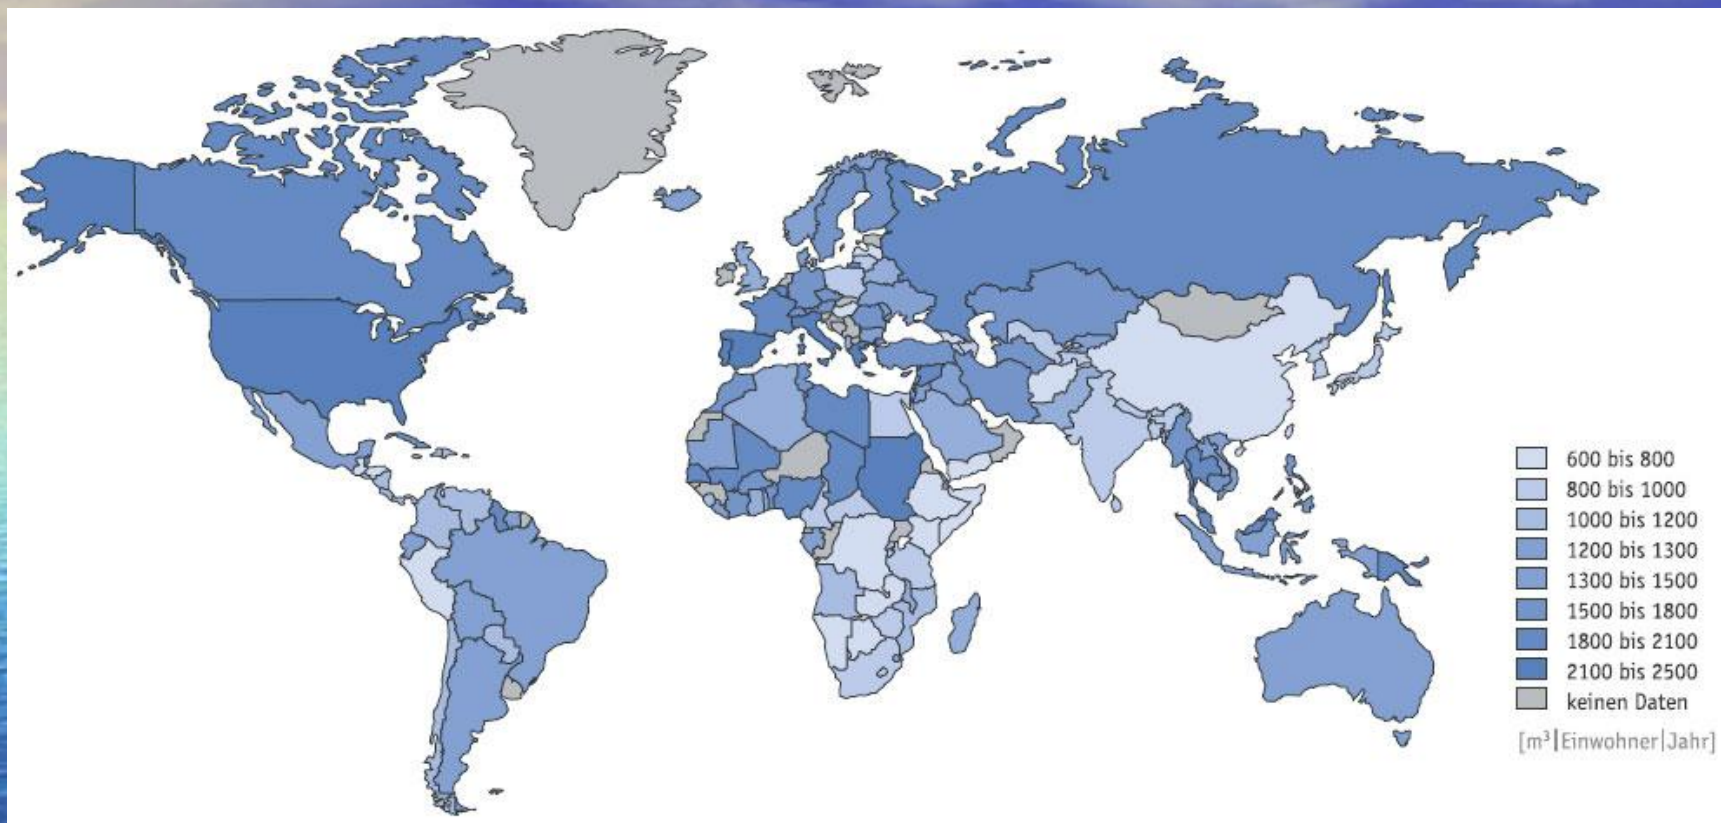 600 bis 800
800 bis 1000
1000 bis 1200
1200 bis 1300
1300 bis 1500
1500 bis 1800
1800 bis 2100
2100 bis 2500
keinen Daten
[m³|Einwohner|Jahr]